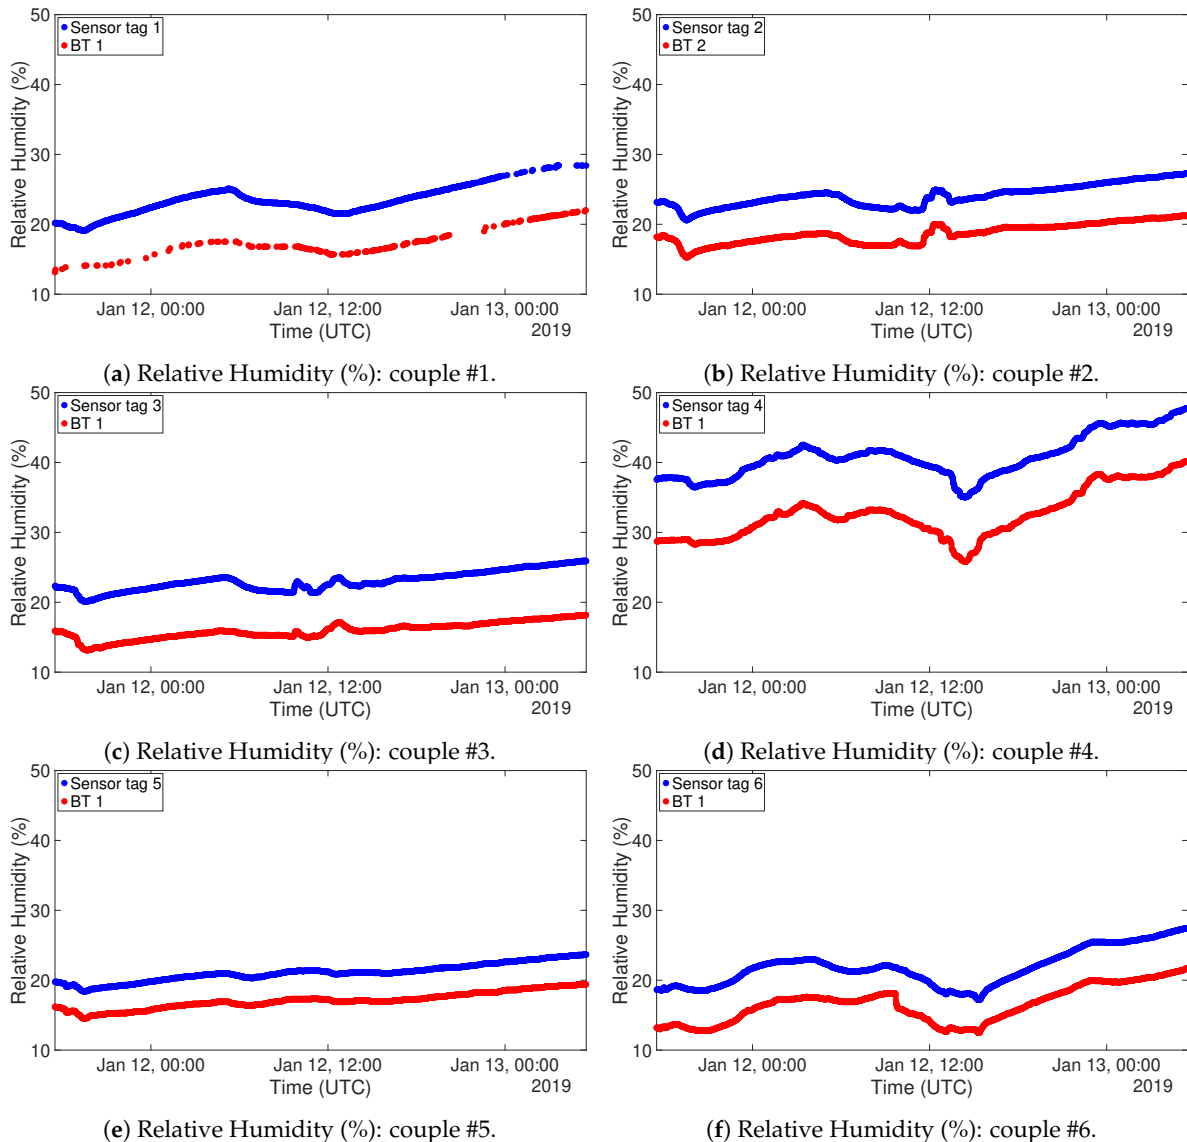 Sensor tag 1
BT 1
50
40
30
20
10
Relative Humidity (%)
Jan 12, 00:00 Jan 12, 12:00 Jan 13, 00:00
Time (UTC) 2019
(a) Relative Humidity (%): couple #1.
Sensor tag 2
BT 2
50
40
30
20
10
Relative Humidity (%)
Jan 12, 00:00 Jan 12, 12:00 Jan 13, 00:00
Time (UTC) 2019
(b) Relative Humidity (%): couple #2.
Sensor tag 3
BT 1
50
40
30
20
10
Relative Humidity (%)
Jan 12, 00:00 Jan 12, 12:00 Jan 13, 00:00
Time (UTC) 2019
(c) Relative Humidity (%): couple #3.
Sensor tag 4
BT 1
50
40
30
20
10
Relative Humidity (%)
Jan 12, 00:00 Jan 12, 12:00 Jan 13, 00:00
Time (UTC) 2019
(d) Relative Humidity (%): couple #4.
Sensor tag 5
BT 1
50
40
30
20
10
Relative Humidity (%)
Jan 12, 00:00 Jan 12, 12:00 Jan 13, 00:00
Time (UTC) 2019
(e) Relative Humidity (%): couple #5.
Sensor tag 6
BT 1
50
40
30
20
10
Relative Humidity (%)
Jan 12, 00:00 Jan 12, 12:00 Jan 13, 00:00
Time (UTC) 2019
(f) Relative Humidity (%): couple #6.